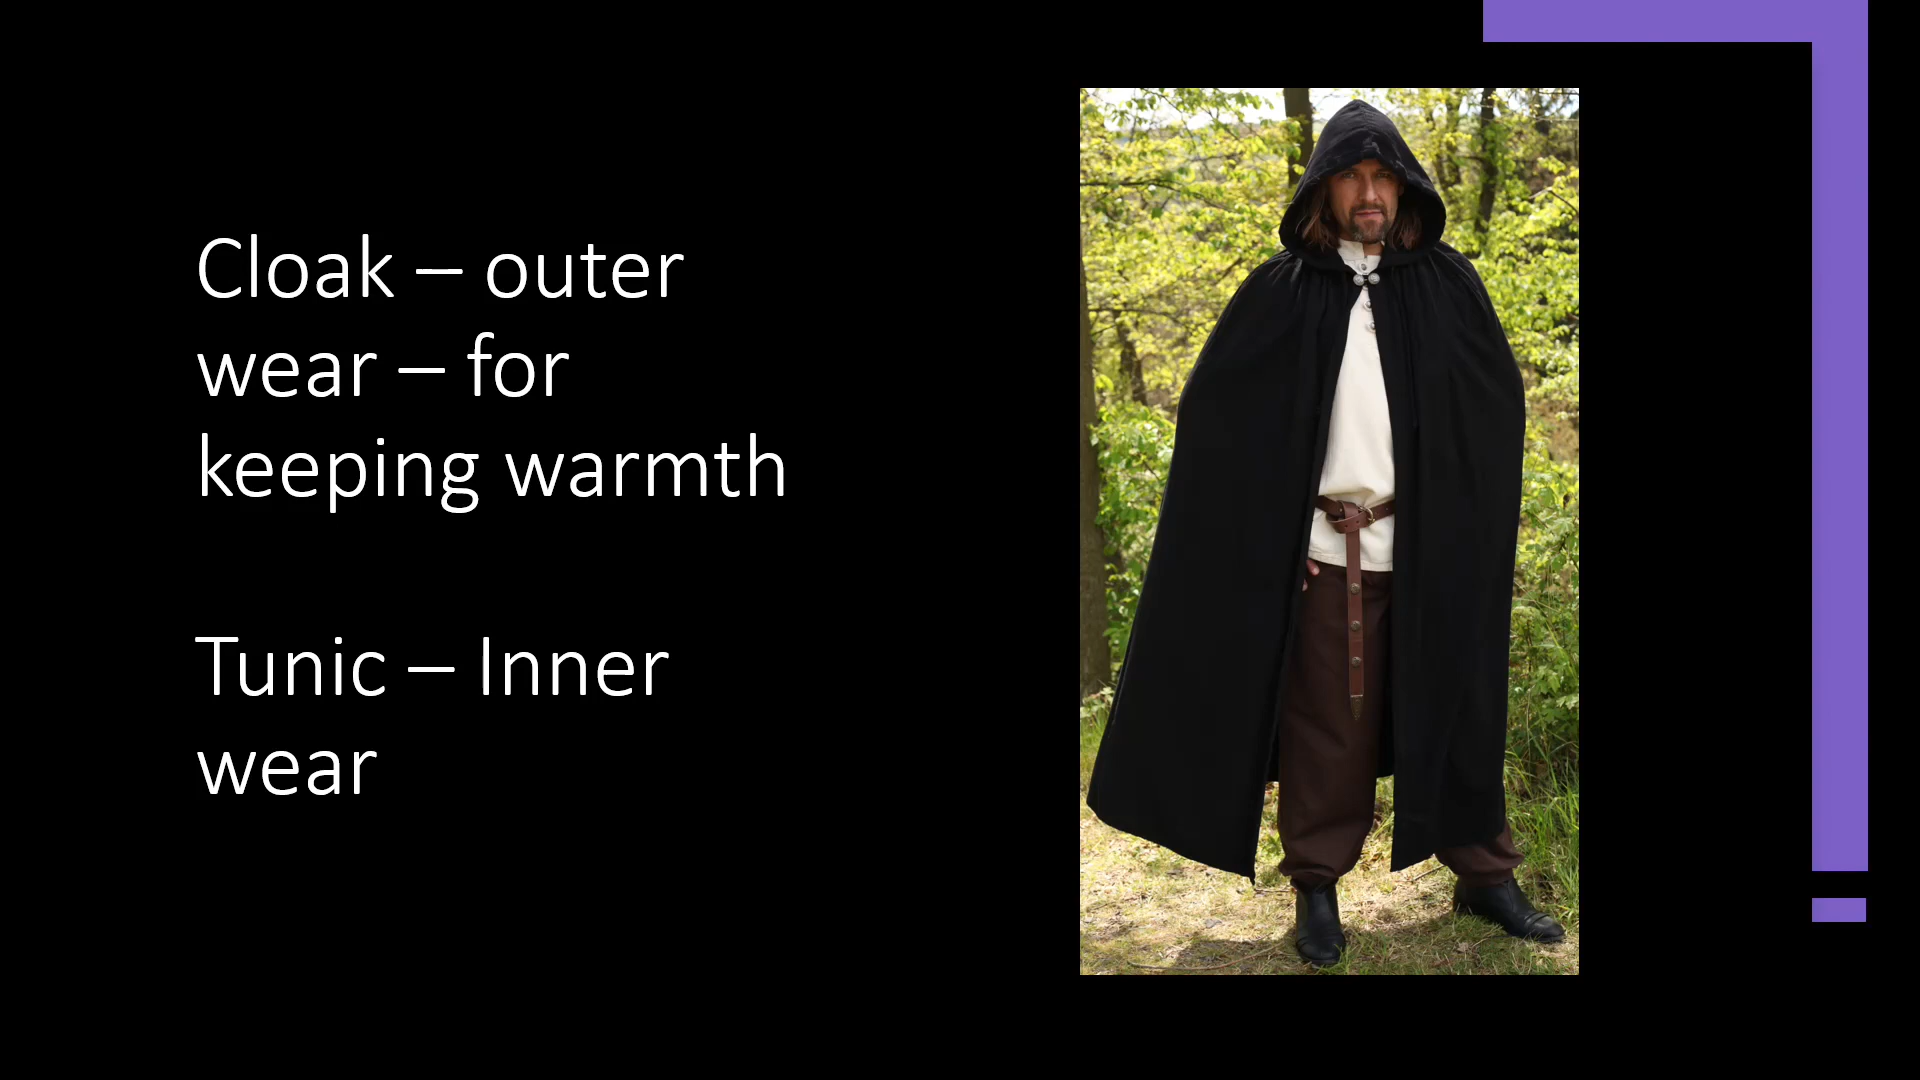 Cloak – outer
wear – for
keeping warmth
Tunic – Inner
wear